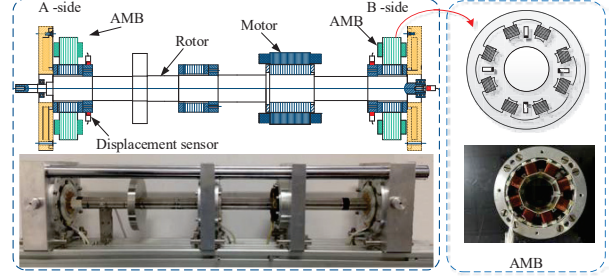 A -side
B -side
AMB
AMB
Motor
Rotor
Displacement sensor
AMB